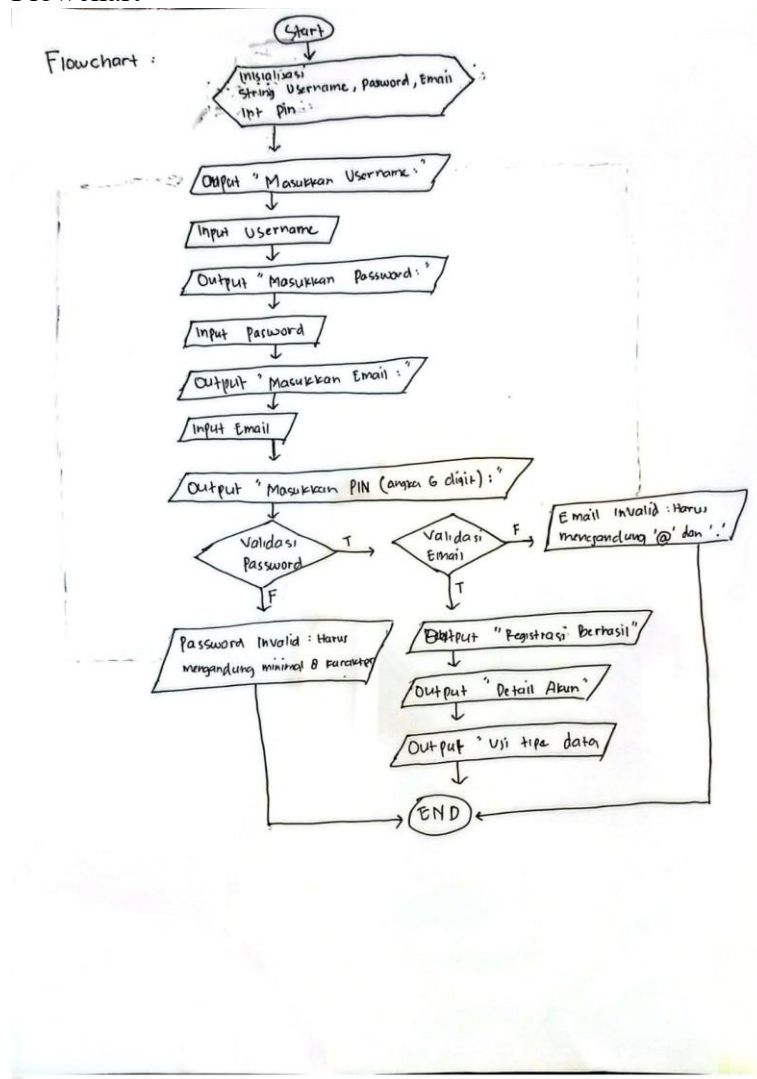 Flowchart
Start
Flowchart :
Inisialisasi
String Username, Password, Email
Int pin
Output "Masukkan Username:"
Input Username
Output "Masukkan Password:"
Input Password
Output "Masukkan Email :"
Input Email
Output "Masukkan PIN (angka 6 digit) :"
Validasi
Password
T
F
Validasi
Email
F
T
Email Invalid : Harus
mengandung '@' dan '.'
Password Invalid : Harus
mengandung minimal 8 karakter
Output "Registrasi Berhasil"
Output "Detail Akun"
Output "Uji tipe data
END